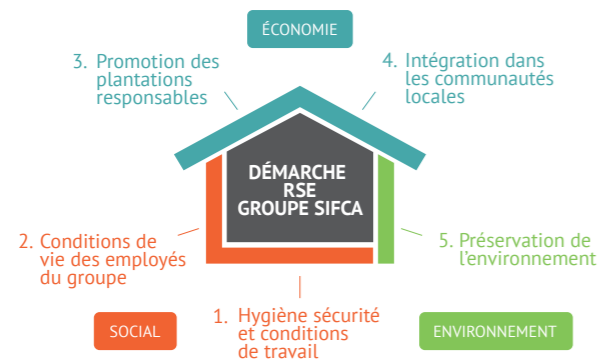 ÉCONOMIE
3. Promotion des
plantations
responsables
4. Intégration dans
les communautés
locales
DÉMARCHE
RSE
GROUPE SIFCA
2. Conditions de
vie des employés
du groupe
5. Préservation de
l'environnement
1. Hygiène sécurité
et conditions
de travail
SOCIAL
ENVIRONNEMENT